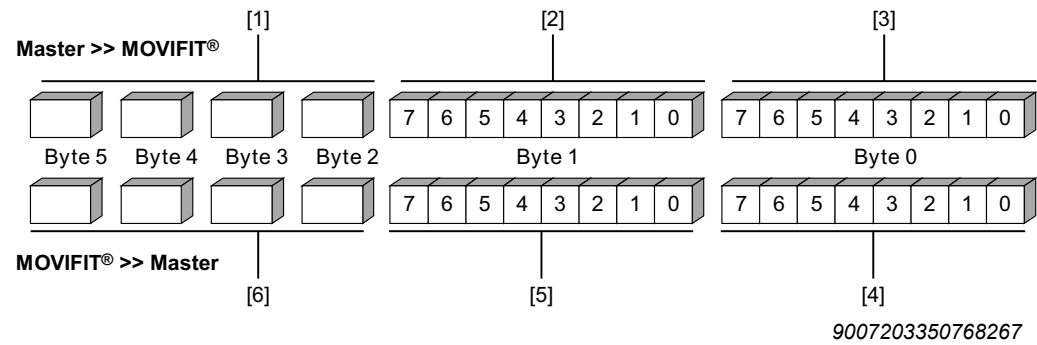 [1] [2] [3]
Master >> MOVIFIT®
7 6 5 4 3 2 1 0 7 6 5 4 3 2 1 0
Byte 5 Byte 4 Byte 3 Byte 2 Byte 1 Byte 0
7 6 5 4 3 2 1 0 7 6 5 4 3 2 1 0
MOVIFIT® >> Master
[6] [5] [4]
9007203350768267